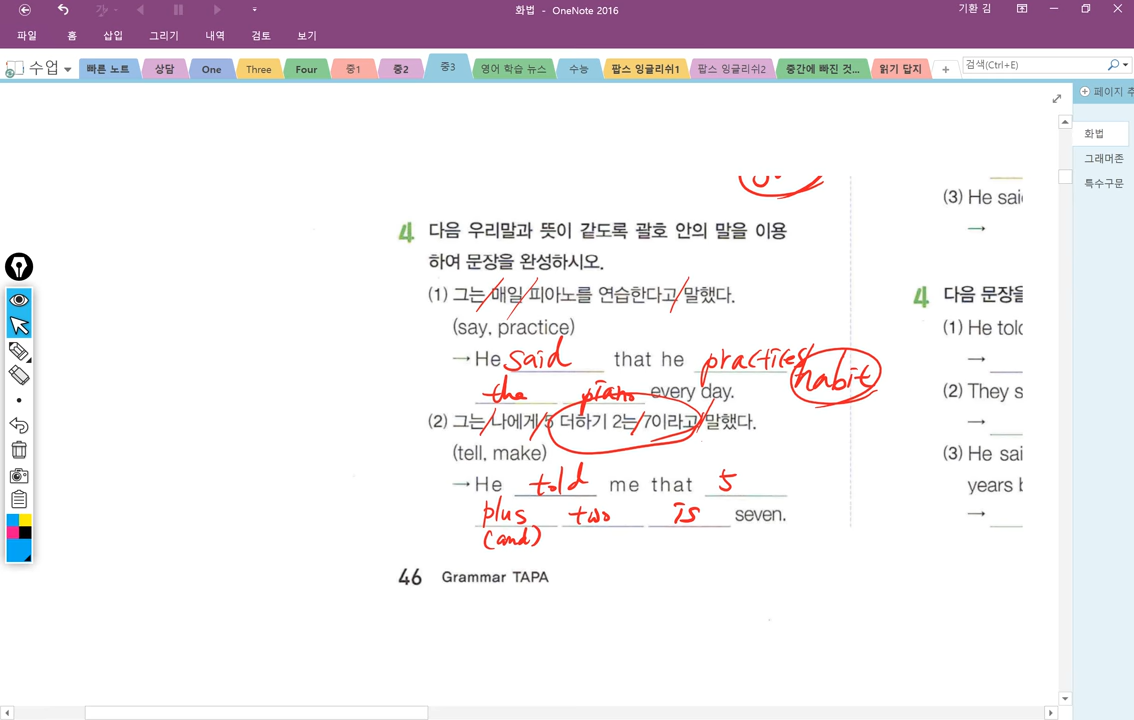 화법 - OneNote 2016
기환 김
파일 홈 삽입 그리기 내역 검토 보기
수업 빠른 노트 상담 One Three Four 중1 중2 중3 영어 학습 뉴스 수능 팝스 잉글리쉬1 팝스 잉글리쉬2 중간에 빠진 것... 읽기 답지 + 검색(Ctrl+E)
페이지 추
화법
그래머존
특수구문
4 다음 우리말과 뜻이 같도록 괄호 안의 말을 이용
하여 문장을 완성하시오.
(1) 그는 매일 피아노를 연습한다고 말했다.
(say, practice)
→ He said that he practices habit
the piano every day.
(2) 그는 나에게 5 더하기 2는 7이라고 말했다.
(tell, make)
→ He told me that 5
plus two is seven.
(and)
46 Grammar TAPA
(3) He said
→
4 다음 문장을
(1) He told
→
(2) They s
→
(3) He said
years b
→